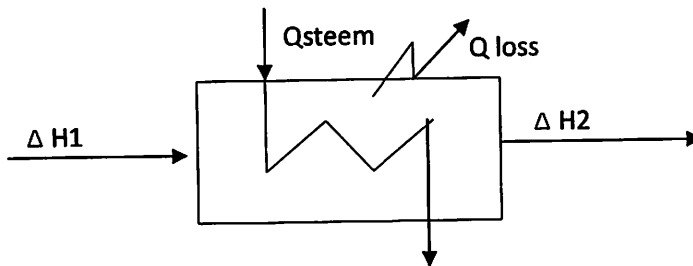 Qsteem
Q loss
Δ H1
Δ H2